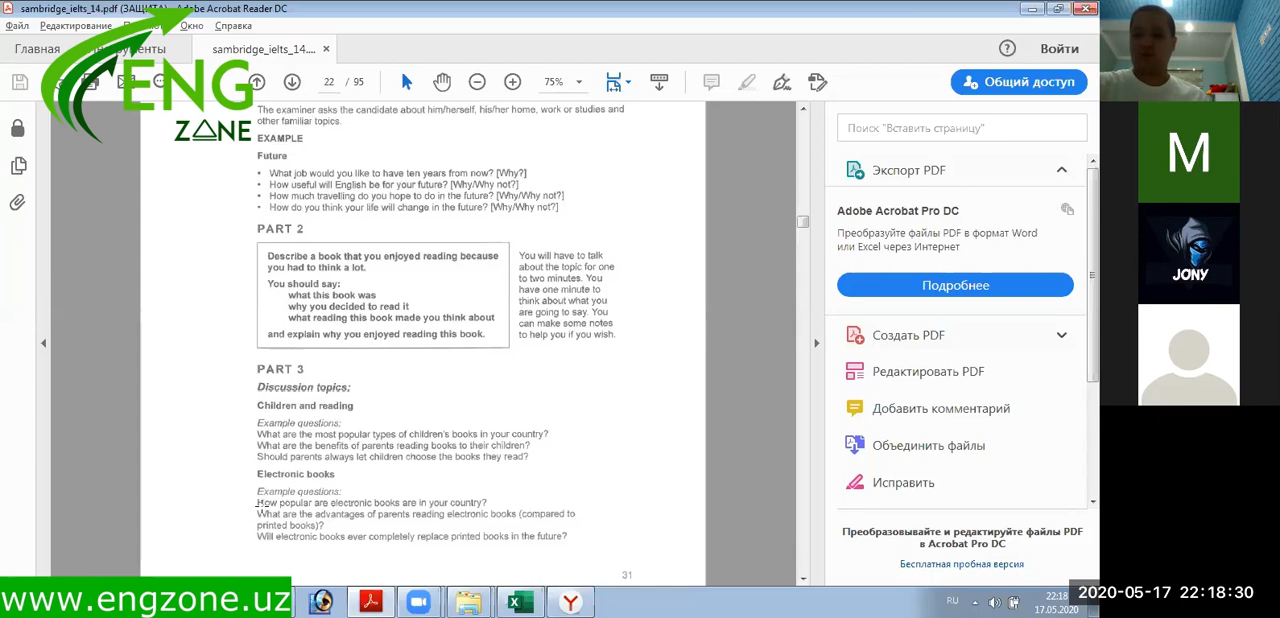 sambridge_ielts_14.pdf (ЗАЩИТА) - Adobe Acrobat Reader DC
Файл Редактирование Окно Справка
Главная sambridge_ielts_14.... × Войти
22 / 95 75% Общий доступ
ENG
ZONE
The examiner asks the candidate about him/herself, his/her home, work or studies and
other familiar topics.
EXAMPLE
Future
• What job would you like to have ten years from now? [Why?]
• How useful will English be for your future? [Why/Why not?]
• How much travelling do you hope to do in the future? [Why/Why not?]
• How do you think your life will change in the future? [Why/Why not?]
PART 2
Describe a book that you enjoyed reading because
you had to think a lot.
You should say:
what this book was
why you decided to read it
what reading this book made you think about
and explain why you enjoyed reading this book.
You will have to talk
about the topic for one
to two minutes. You
have one minute to
think about what you
are going to say. You
can make some notes
to help you if you wish.
PART 3
Discussion topics:
Children and reading
Example questions:
What are the most popular types of children's books in your country?
What are the benefits of parents reading books to their children?
Should parents always let children choose the books they read?
Electronic books
Example questions:
How popular are electronic books are in your country?
What are the advantages of parents reading electronic books (compared to
printed books)?
Will electronic books ever completely replace printed books in the future?
31
Поиск "Вставить страницу"
Экспорт PDF
Adobe Acrobat Pro DC
Преобразуйте файлы PDF в формат Word
или Excel через Интернет
Подробнее
Создать PDF
Редактировать PDF
Добавить комментарий
Объединить файлы
Исправить
Преобразовывайте и редактируйте файлы PDF
в Acrobat Pro DC
Бесплатная пробная версия
M
JONY
www.engzone.uz
RU 22:18
17.05.2020
2020-05-17 22:18:30